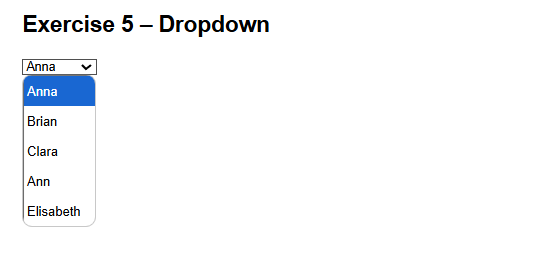 Exercise 5 – Dropdown
Anna
Anna
Brian
Clara
Ann
Elisabeth